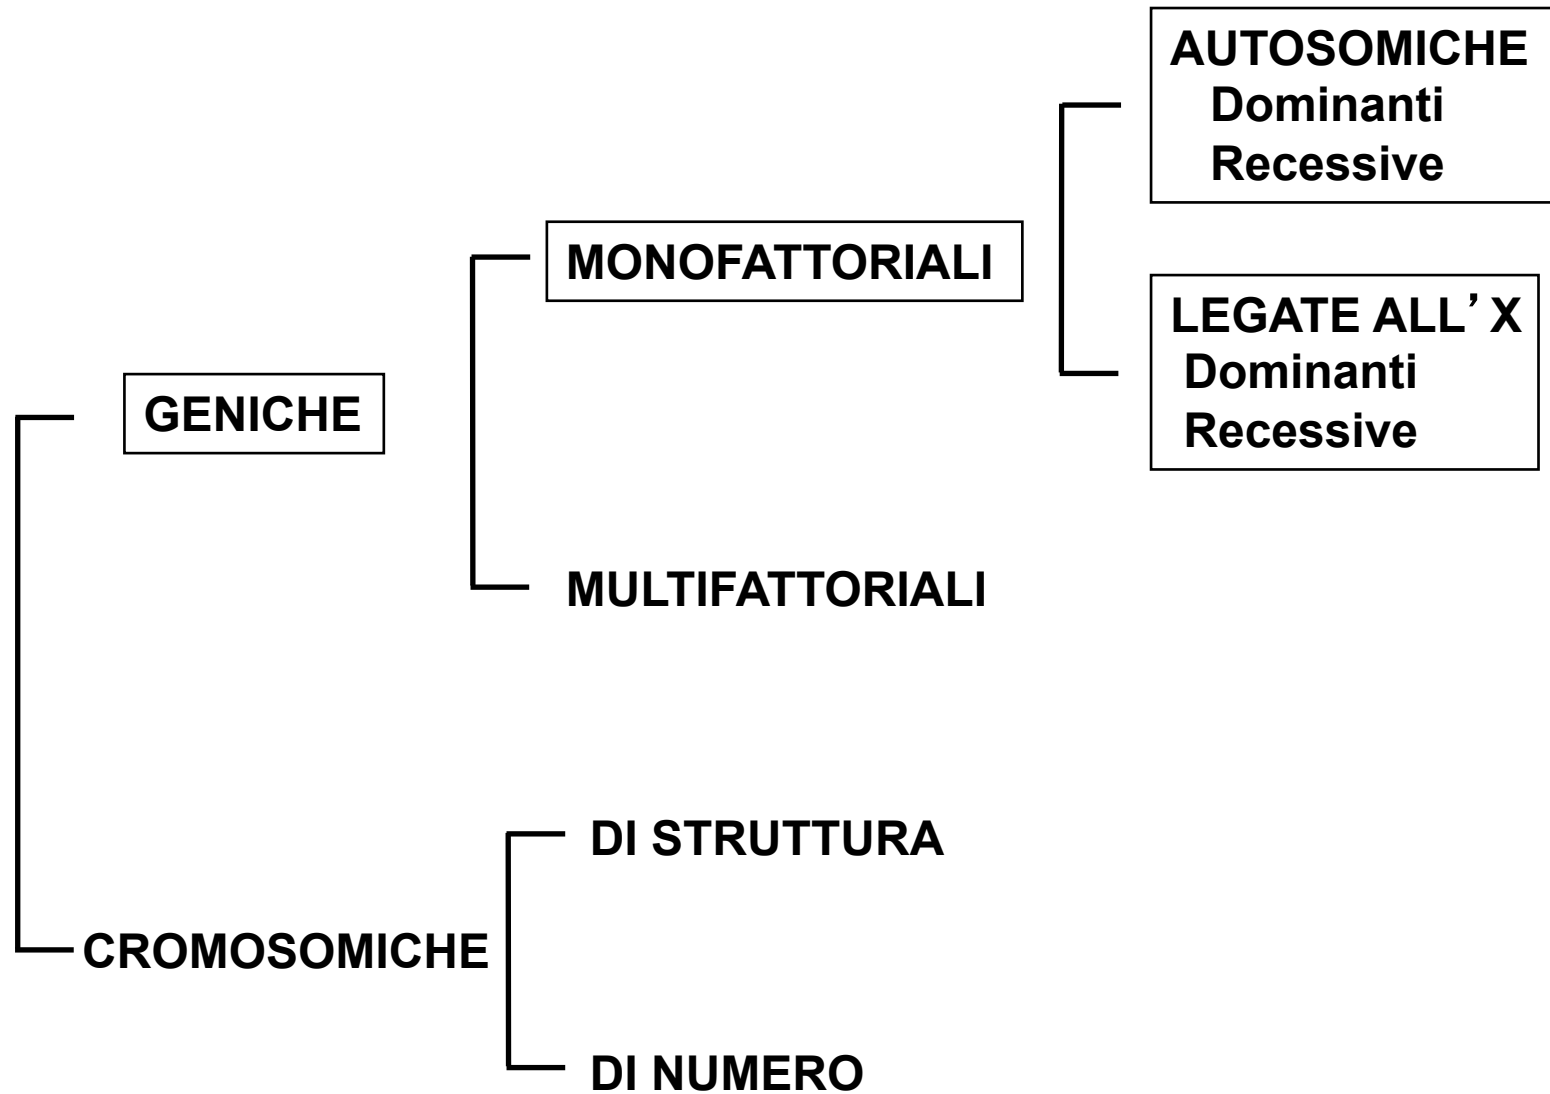 AUTOSOMICHE
Dominanti
Recessive
MONOFATTORIALI
LEGATE ALL’ X
Dominanti
Recessive
GENICHE
MULTIFATTORIALI
DI STRUTTURA
CROMOSOMICHE
DI NUMERO